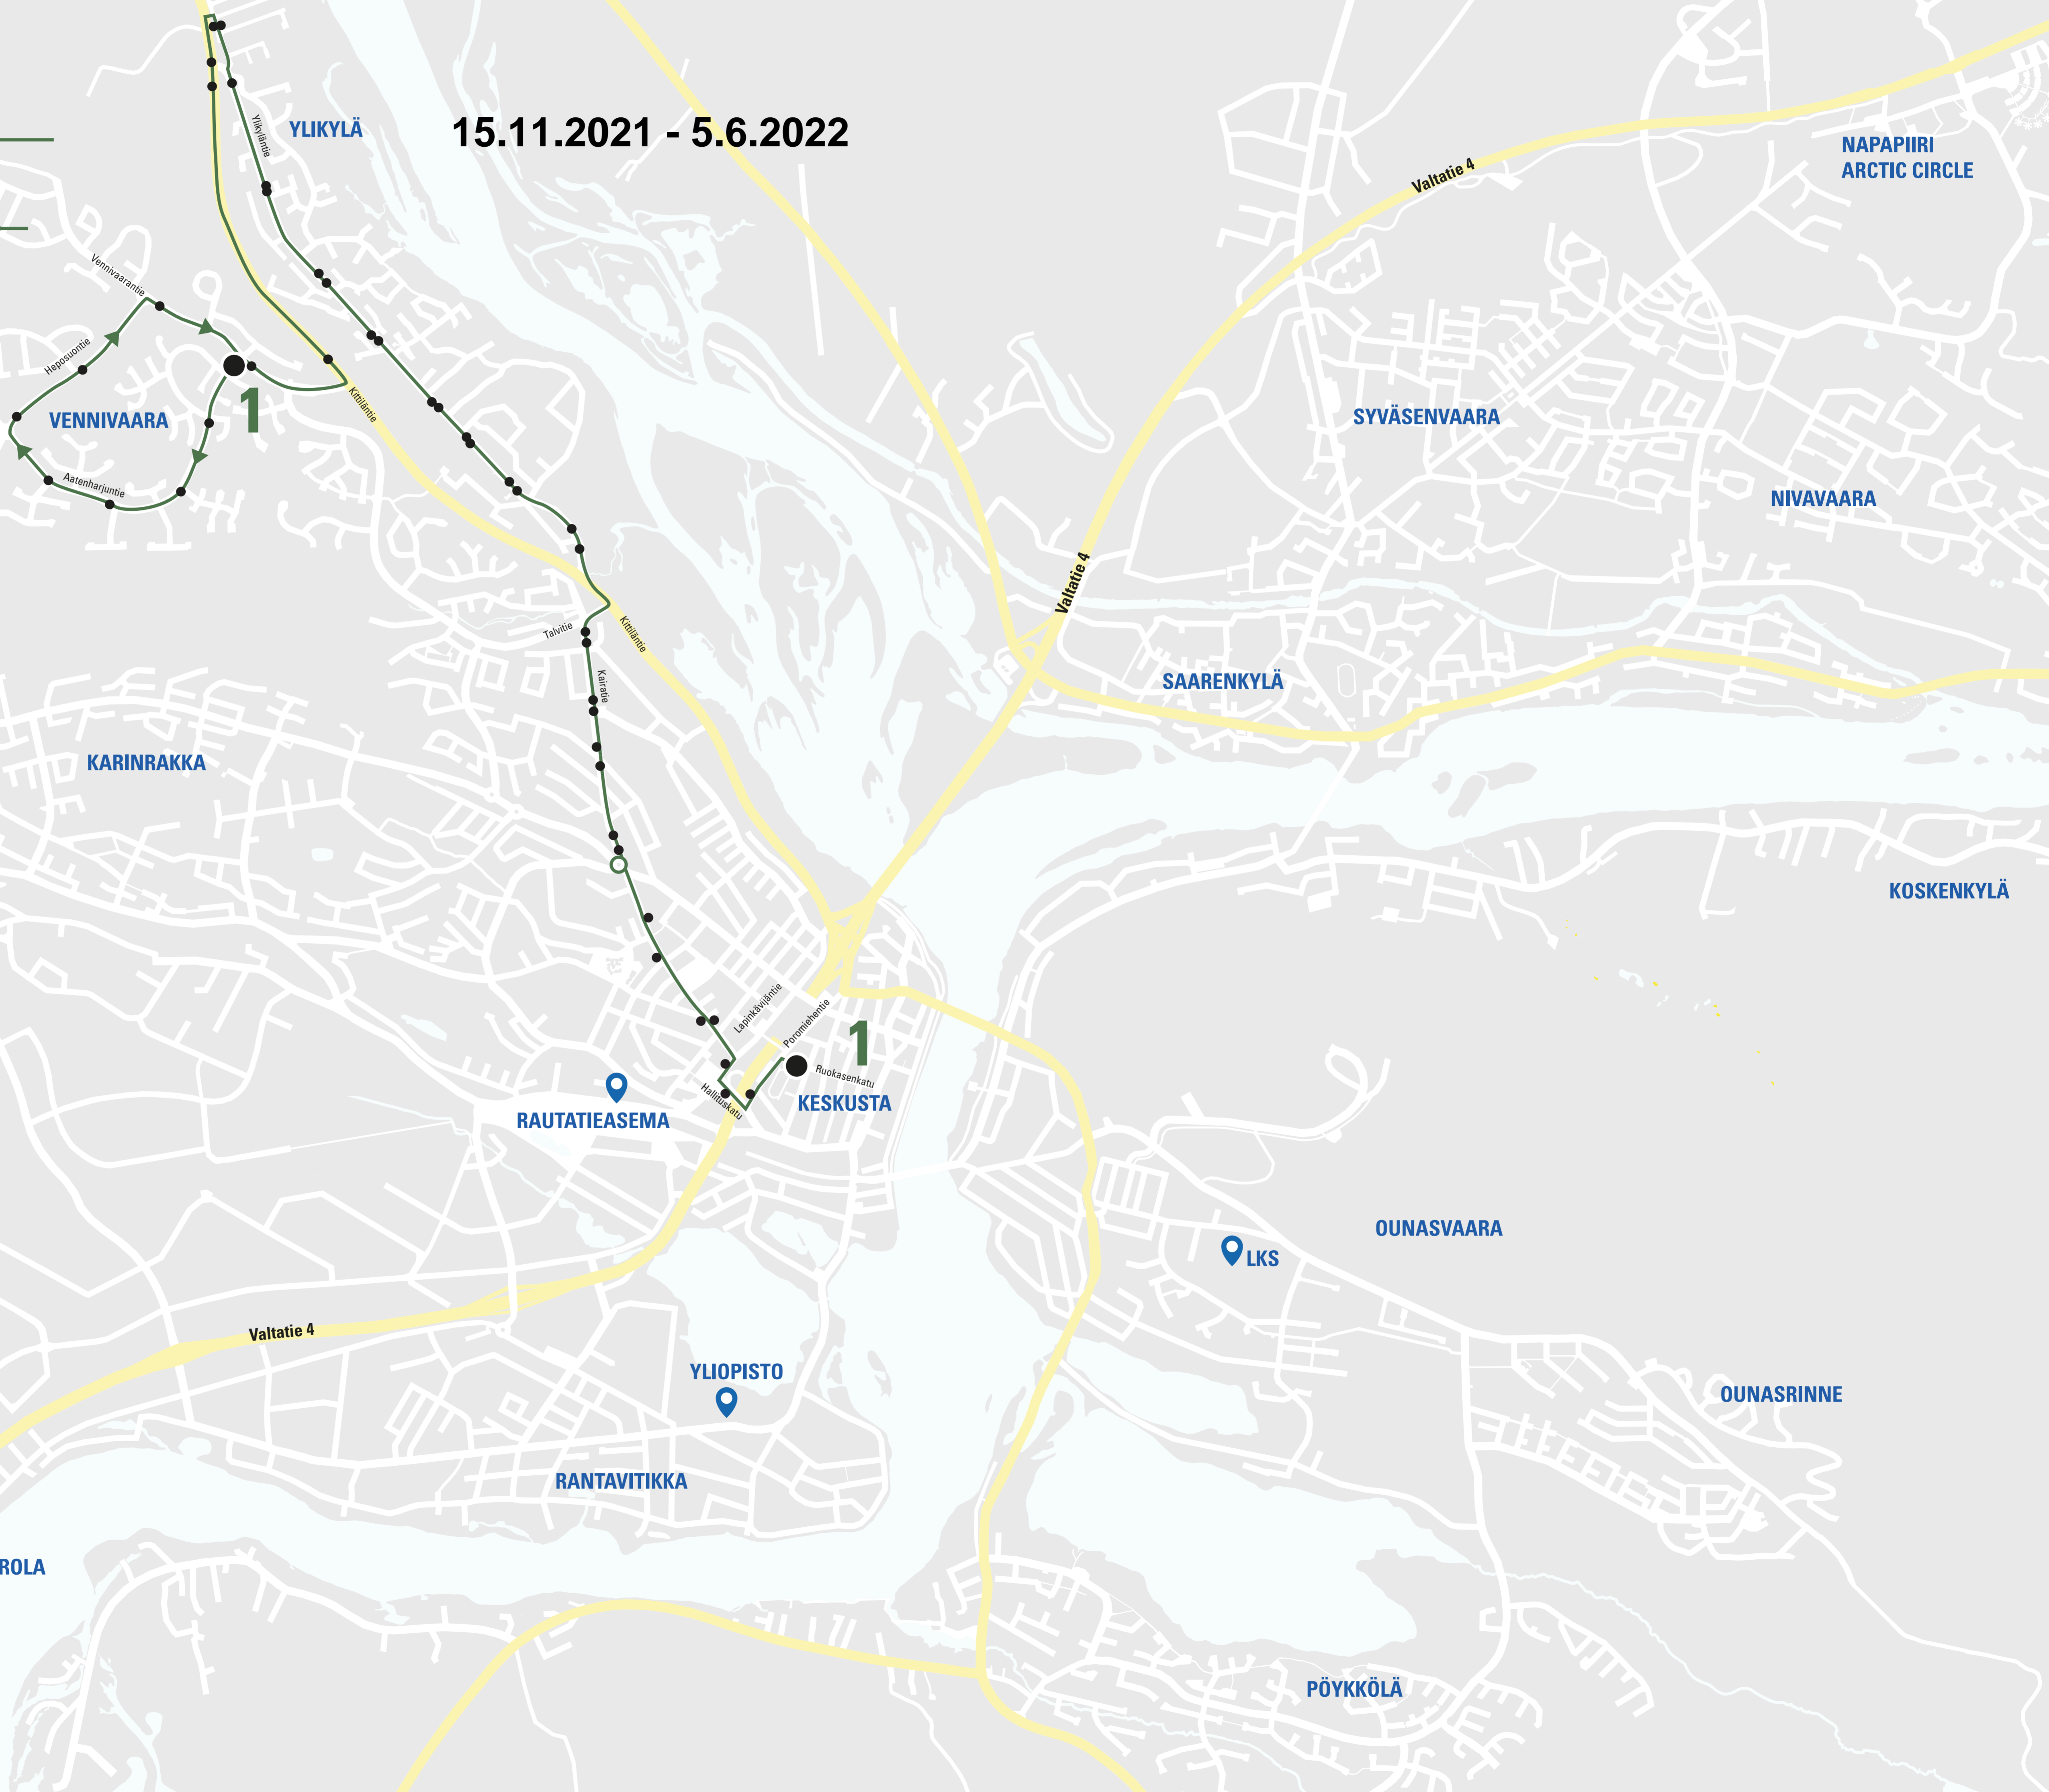 15.11.2021 - 5.6.2022
YLIKYLÄ
Ylikyläntie
NAPAPIIRI
ARCTIC CIRCLE
Valtatie 4
Vennivaarantie
Heposuontie
VENNIVAARA
1
Kittiläntie
Aatenharjuntie
SYVÄSENVAARA
NIVAVAARA
Valtatie 4
Talvitie
Kittiläntie
Kairatie
SAARENKYLÄ
KARINRAKKA
KOSKENKYLÄ
Lapinkävijäntie
Poromiehentie
1
Ruokasenkatu
Hallituskatu
KESKUSTA
RAUTATIEASEMA
OUNASVAARA
LKS
Valtatie 4
YLIOPISTO
OUNASRINNE
RANTAVITIKKA
ROLA
PÖYKKÖLÄ